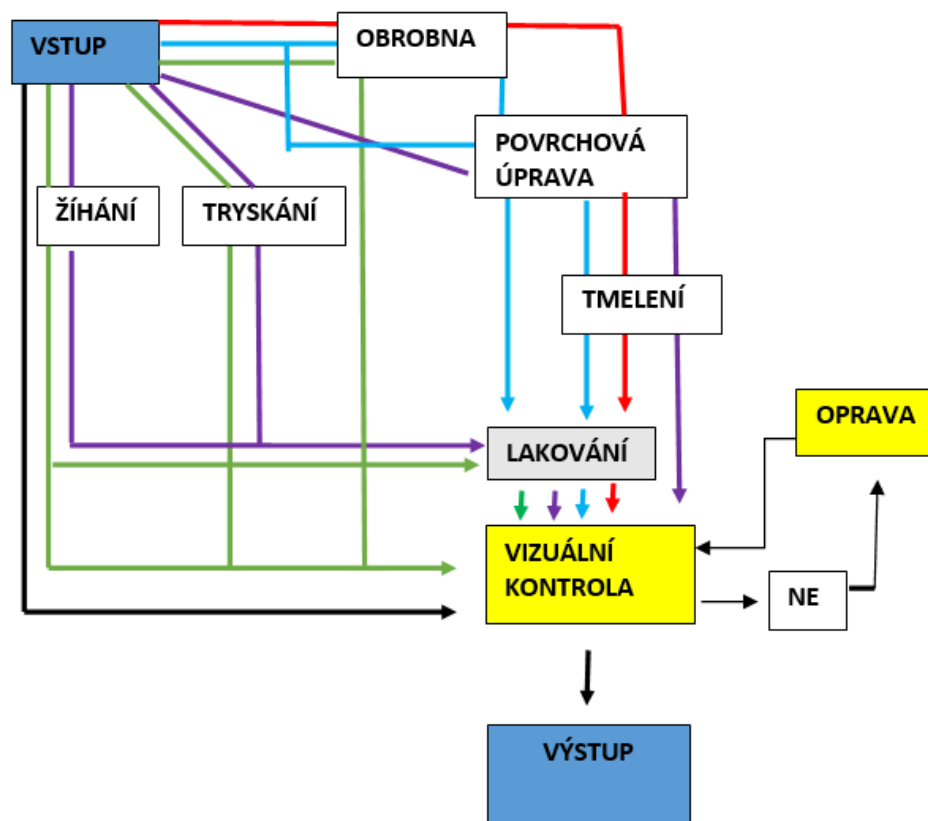 VSTUP
OBROBNA
POVRCHOVÁ
ÚPRAVA
ŽÍHÁNÍ
TRYSKÁNÍ
TMELENÍ
OPRAVA
LAKOVÁNÍ
VIZUÁLNÍ
KONTROLA
NE
VÝSTUP